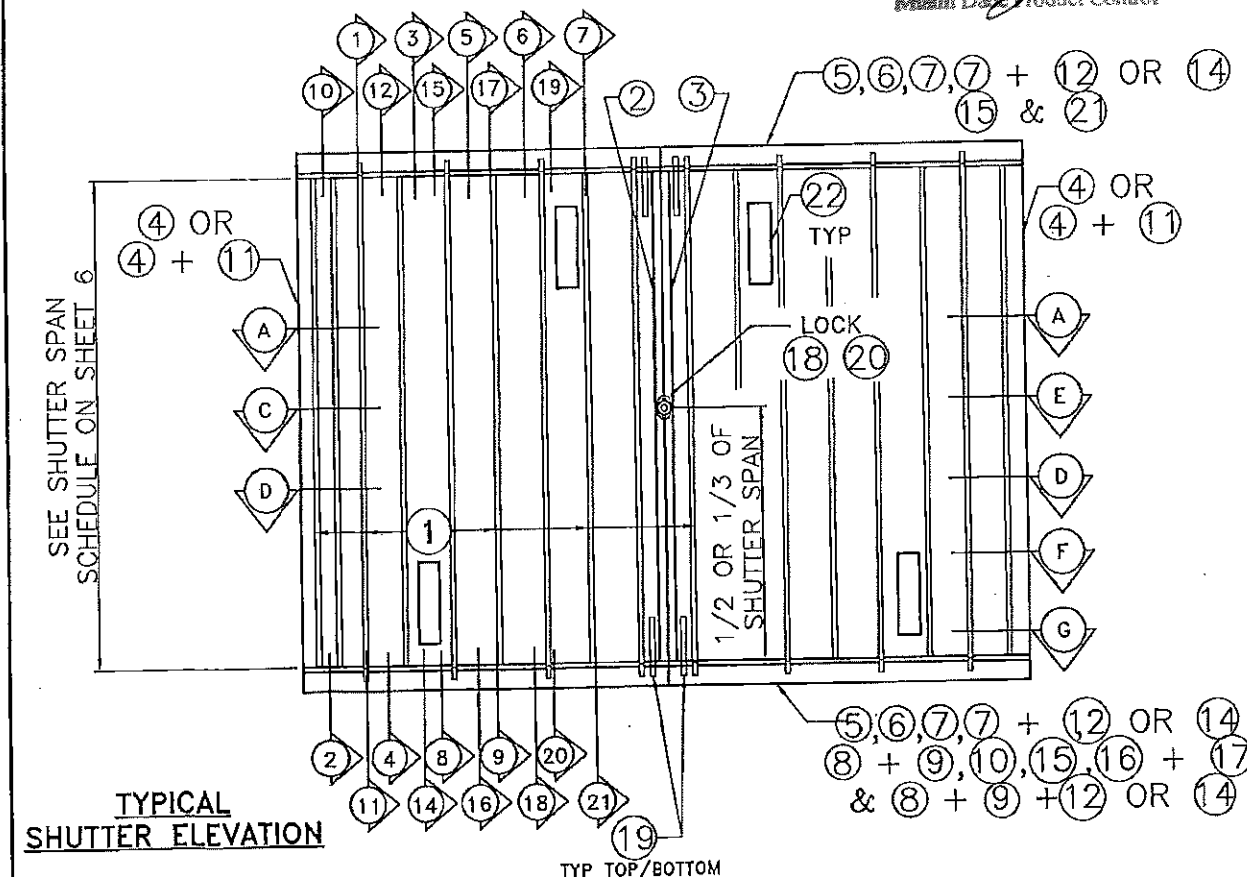 Product Control
1 3 5 6 7
10 12 15 17 19
2 3
5,6,7,7 + 12 OR 14
15 & 21
4 OR
4 + 11
22
TYP
4 OR
4 + 11
SEE SHUTTER SPAN
SCHEDULE ON SHEET 6
A
C
D
LOCK
18 20
A
E
D
F
G
1
1/2 OR 1/3 OF
SHUTTER SPAN
2 4 8 9 20
11 14 16 18 21
5,6,7,7 + 12 OR 14
8 + 9,10,15,16 + 17
& 8 + 9 +12 OR 14
TYPICAL
SHUTTER ELEVATION
19
TYP TOP/BOTTOM